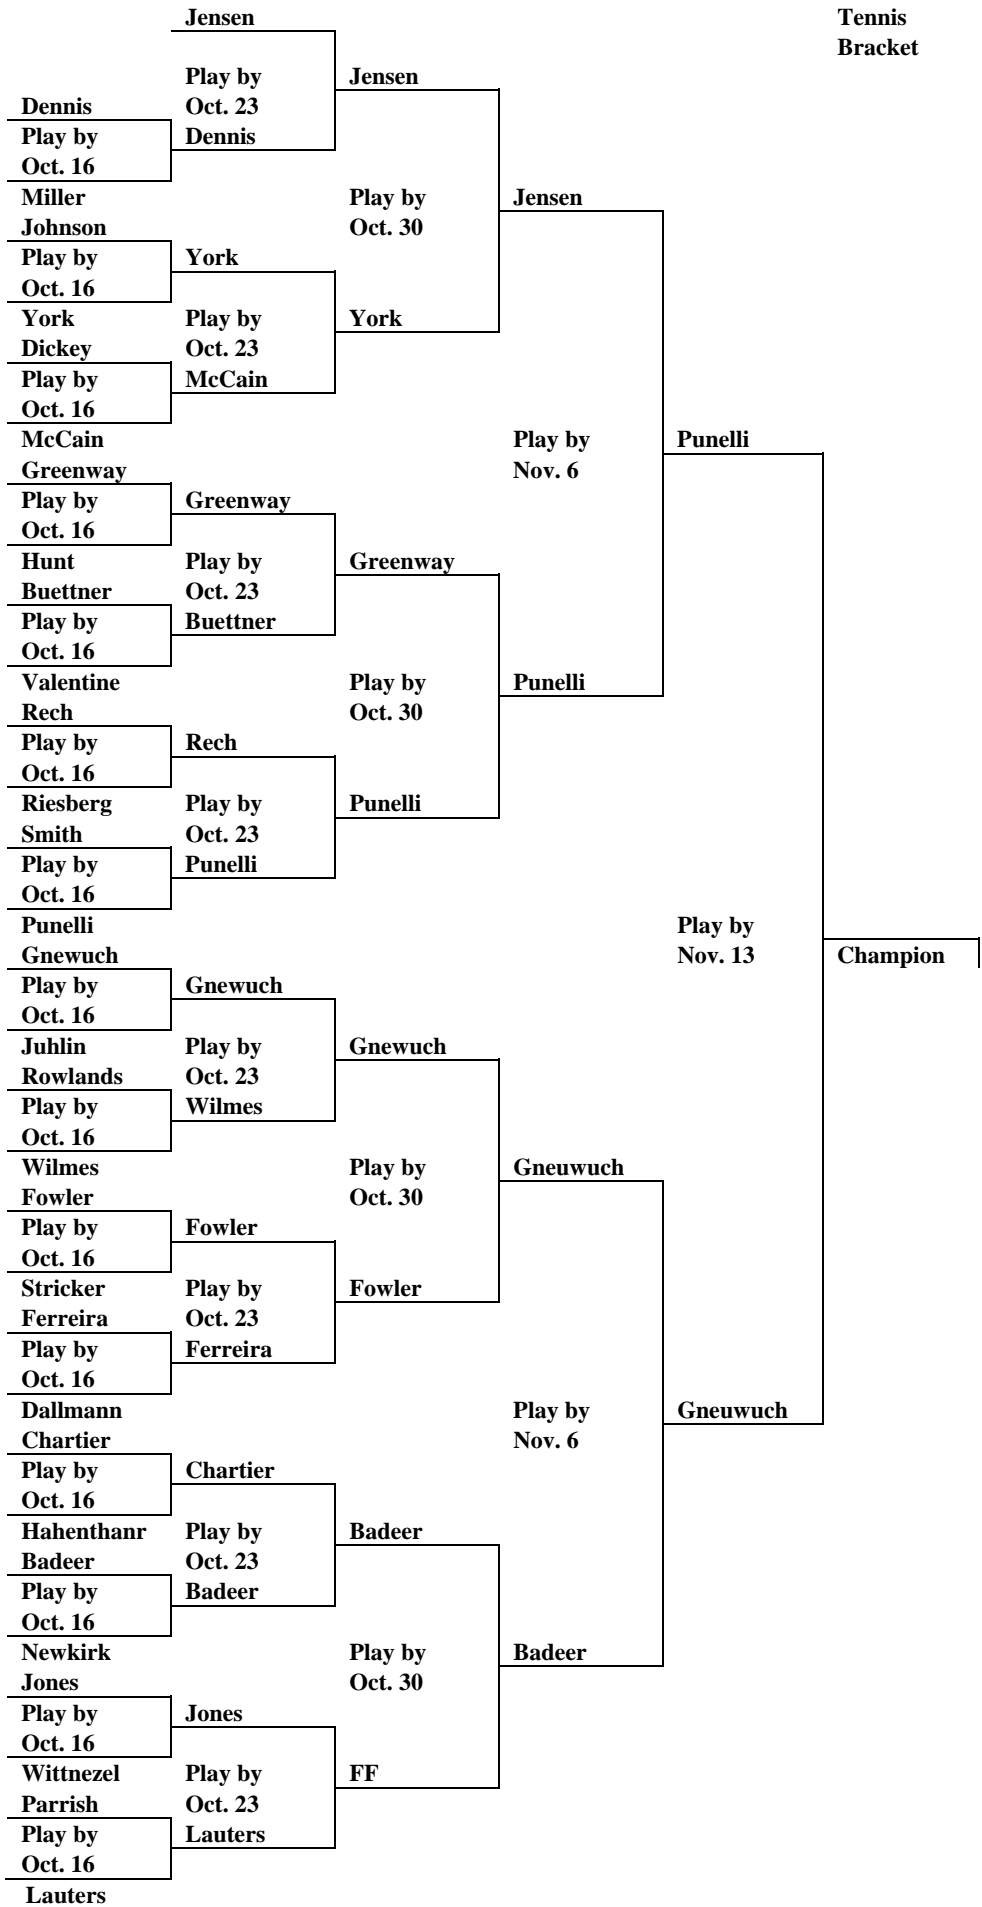 Jensen
Tennis
Bracket
Play by
Jensen
Dennis
Oct. 23
Play by
Dennis
Oct. 16
Miller
Play by
Jensen
Johnson
Oct. 30
Play by
York
Oct. 16
York
Play by
York
Dickey
Oct. 23
Play by
McCain
Oct. 16
McCain
Play by
Punelli
Greenway
Nov. 6
Play by
Greenway
Oct. 16
Hunt
Play by
Greenway
Buettner
Oct. 23
Play by
Buettner
Oct. 16
Valentine
Play by
Punelli
Rech
Oct. 30
Play by
Rech
Oct. 16
Riesberg
Play by
Punelli
Smith
Oct. 23
Play by
Punelli
Oct. 16
Punelli
Play by
Gnewuch
Nov. 13
Champion
Play by
Gnewuch
Oct. 16
Juhlin
Play by
Gnewuch
Rowlands
Oct. 23
Play by
Wilmes
Oct. 16
Wilmes
Play by
Gneuwuch
Fowler
Oct. 30
Play by
Fowler
Oct. 16
Stricker
Play by
Fowler
Ferreira
Oct. 23
Play by
Ferreira
Oct. 16
Dallmann
Play by
Gneuwuch
Chartier
Nov. 6
Play by
Chartier
Oct. 16
Hahenthanr
Play by
Badeer
Badeer
Oct. 23
Play by
Badeer
Oct. 16
Newkirk
Play by
Badeer
Jones
Oct. 30
Play by
Jones
Oct. 16
Wittnezel
Play by
FF
Parrish
Oct. 23
Play by
Lauters
Oct. 16
Lauters